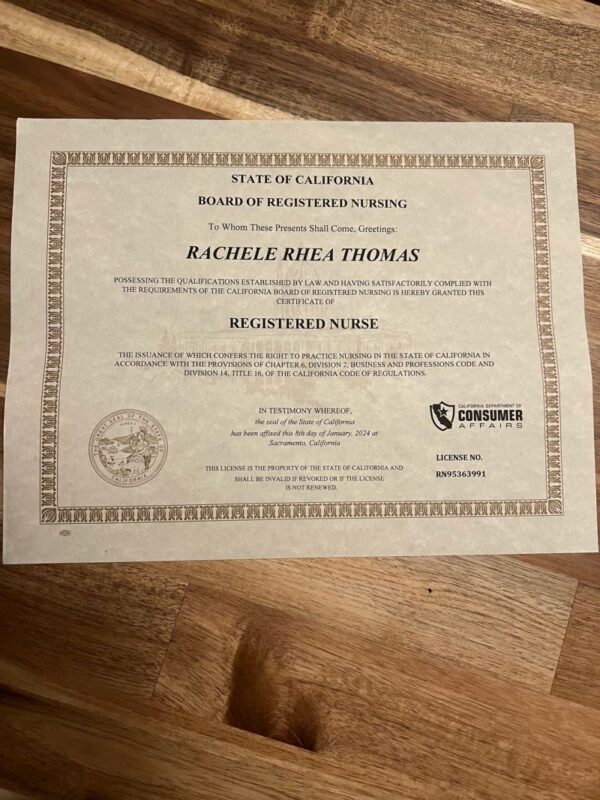 STATE OF CALIFORNIA
BOARD OF REGISTERED NURSING
To Whom These Presents Shall Come, Greetings:
RACHELE RHEA THOMAS
POSSESSING THE QUALIFICATIONS ESTABLISHED BY LAW AND HAVING SATISFACTORILY COMPLIED WITH
THE REQUIREMENTS OF THE CALIFORNIA BOARD OF REGISTERED NURSING IS HEREBY GRANTED THIS
CERTIFICATE OF
REGISTERED NURSE
THE ISSUANCE OF WHICH CONFERS THE RIGHT TO PRACTICE NURSING IN THE STATE OF CALIFORNIA IN
ACCORDANCE WITH THE PROVISIONS OF CHAPTER 6, DIVISION 2, BUSINESS AND PROFESSIONS CODE AND
DIVISION 14, TITLE 16, OF THE CALIFORNIA CODE OF REGULATIONS.
THE GREAT SEAL OF THE STATE OF
EUREKA
CALIFORNIA
IN TESTIMONY WHEREOF,
the seal of the State of California
has been affixed this 8th day of January, 2024 at
Sacramento, California
THIS LICENSE IS THE PROPERTY OF THE STATE OF CALIFORNIA AND
SHALL BE INVALID IF REVOKED OR IF THE LICENSE
IS NOT RENEWED.
CALIFORNIA DEPARTMENT OF
CONSUMER
AFFAIRS
LICENSE NO.
RN95363991